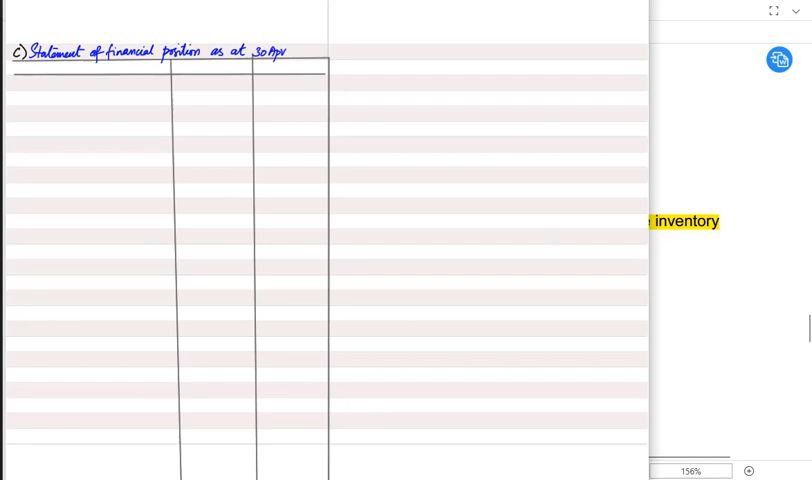 C) Statement of financial position as at 30 Apr
inventory
156%